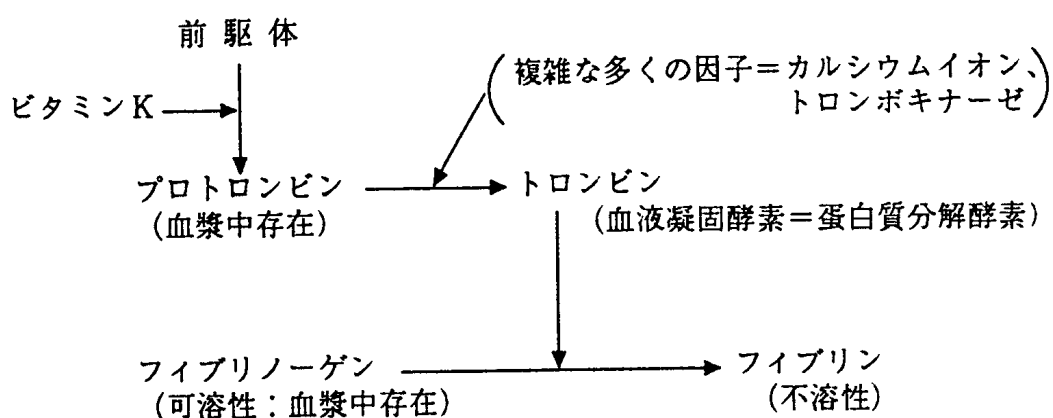 前駆体
(複雑な多くの因子=カルシウムイオン、
トロンボキナーゼ)
ビタミンK
プロトロンビン
(血漿中存在)
トロンビン
(血液凝固酵素=蛋白質分解酵素)
フィブリノーゲン
(可溶性:血漿中存在)
フィブリン
(不溶性)